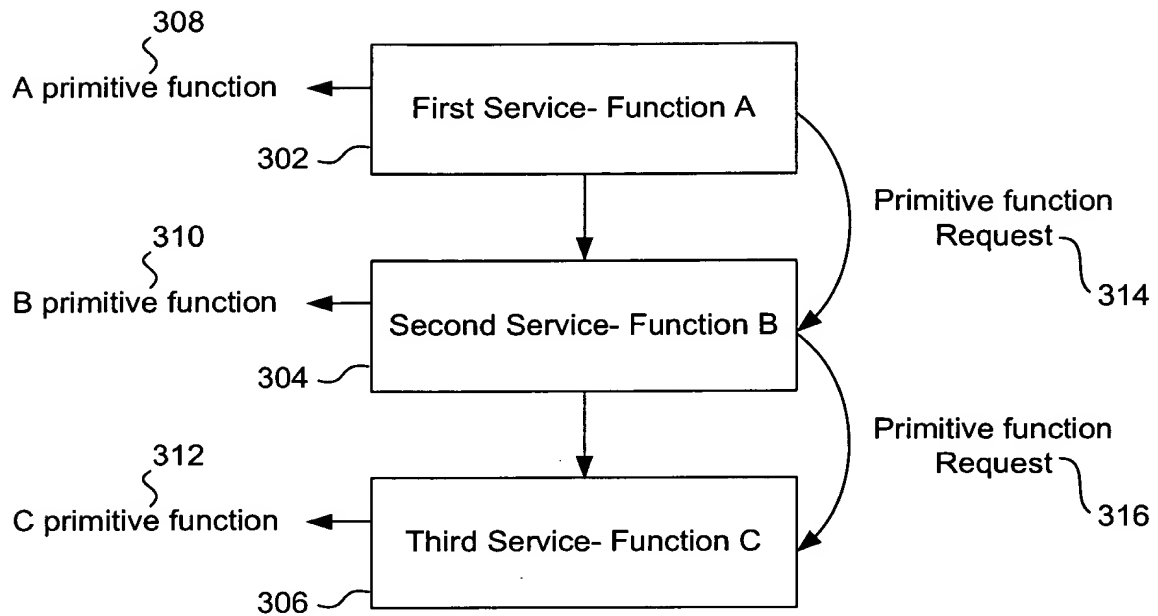 308
A primitive function
First Service- Function A
302
Primitive function
Request
314
310
B primitive function
Second Service- Function B
304
Primitive function
Request
316
312
C primitive function
Third Service- Function C
306